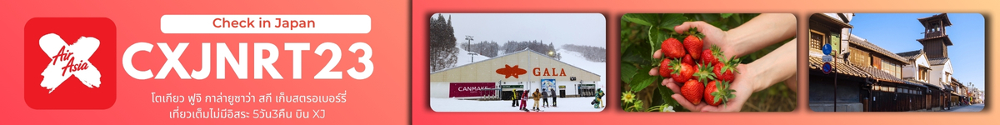 Air
Asia
Check in Japan
CXJNRT23
โตเกียว ฟูจิ กาล่ายูซาว่า สกี เก็บสตรอเบอร์รี่
เที่ยวเต็มไม่มีอิสระ 5วัน3คืน บิน XJ
GALA
CANMAKE